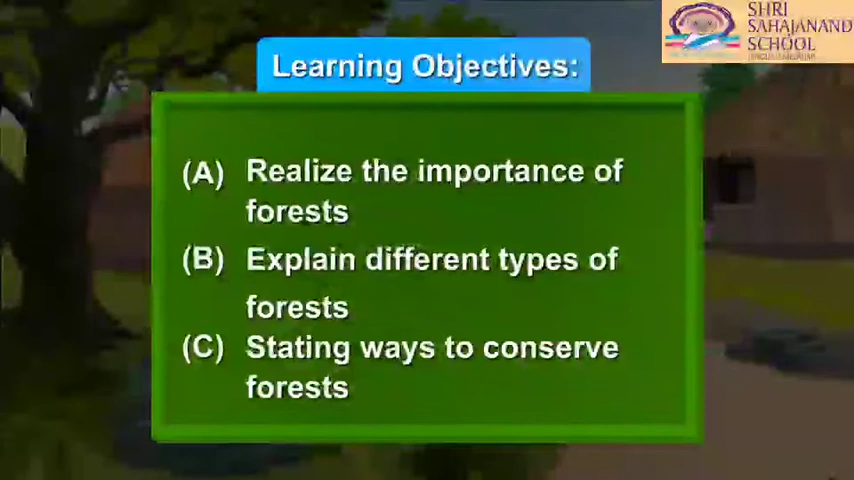 SHRI
SAHAJANAND
SCHOOL
Learning Objectives:
(A) Realize the importance of
forests
(B) Explain different types of
forests
(C) Stating ways to conserve
forests